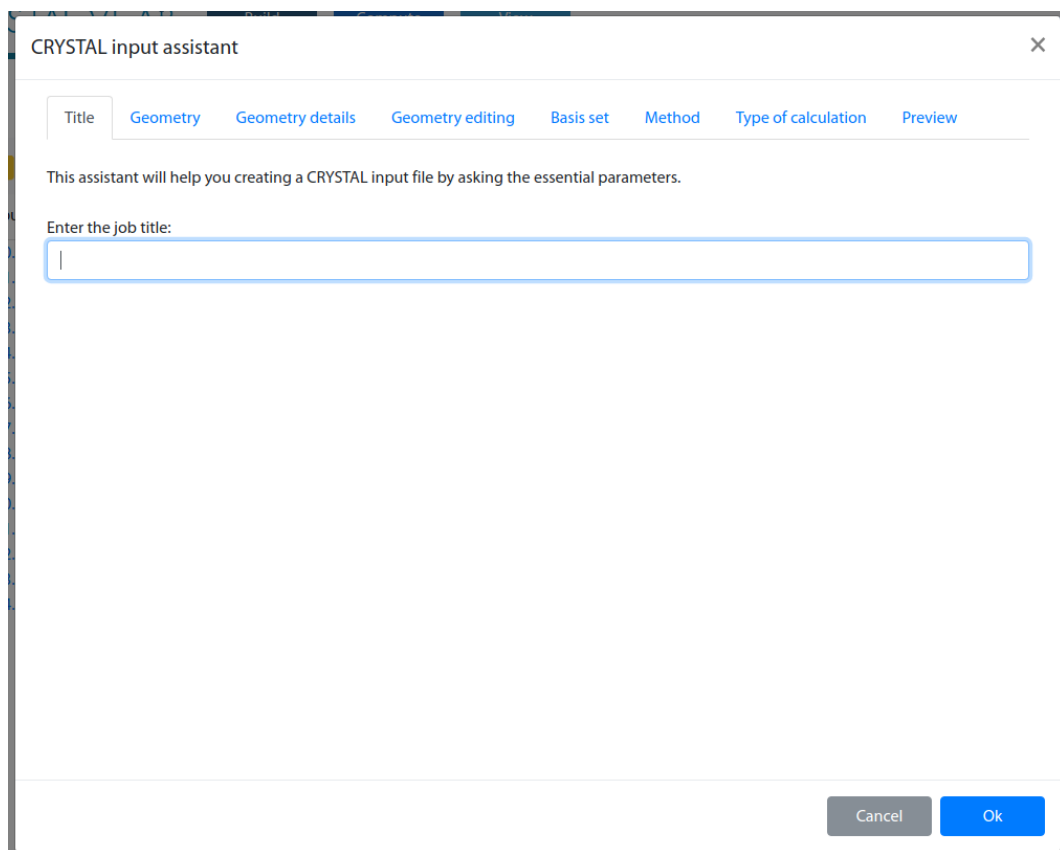 CRYSTAL input assistant
×
Title Geometry Geometry details Geometry editing Basis set Method Type of calculation Preview
This assistant will help you creating a CRYSTAL input file by asking the essential parameters.
Enter the job title:
Cancel Ok